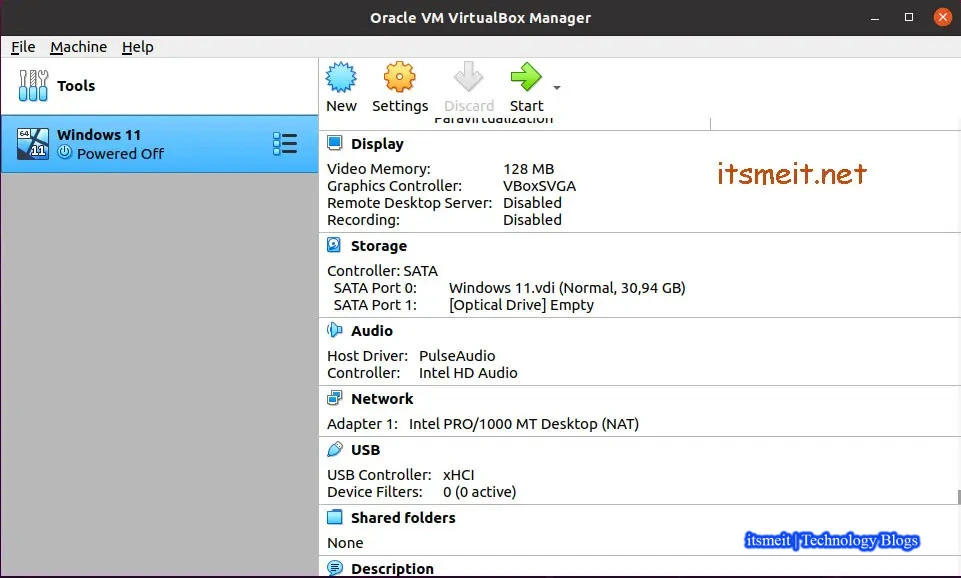 Oracle VM VirtualBox Manager
File Machine Help
Tools
New Settings Discard Start
64
11
Windows 11
Powered Off
Paravirtualization
Display
Video Memory: 128 MB
Graphics Controller: VBoxSVGA
Remote Desktop Server: Disabled
Recording: Disabled
itsmeit.net
Storage
Controller: SATA
SATA Port 0: Windows 11.vdi (Normal, 30,94 GB)
SATA Port 1: [Optical Drive] Empty
Audio
Host Driver: PulseAudio
Controller: Intel HD Audio
Network
Adapter 1: Intel PRO/1000 MT Desktop (NAT)
USB
USB Controller: xHCI
Device Filters: 0 (0 active)
Shared folders
None
itsmeit | Technology Blogs
Description